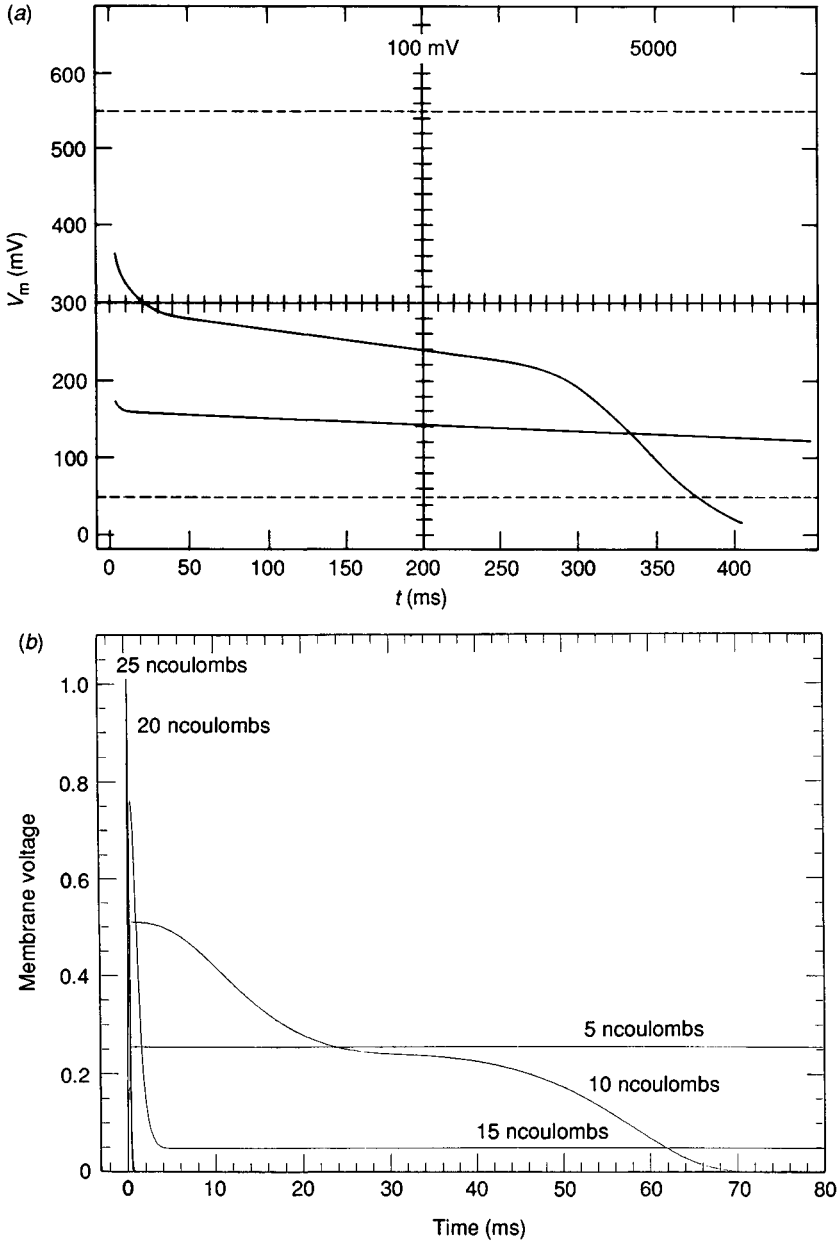 (a)
100 mV 5000
600
500
400
300
200
100
0
Vm (mV)
0 50 100 150 200 250 300 350 400
t (ms)
(b)
25 ncoulombs
20 ncoulombs
1.0
0.8
0.6
0.4
0.2
0
Membrane voltage
5 ncoulombs
10 ncoulombs
15 ncoulombs
0 10 20 30 40 50 60 70 80
Time (ms)